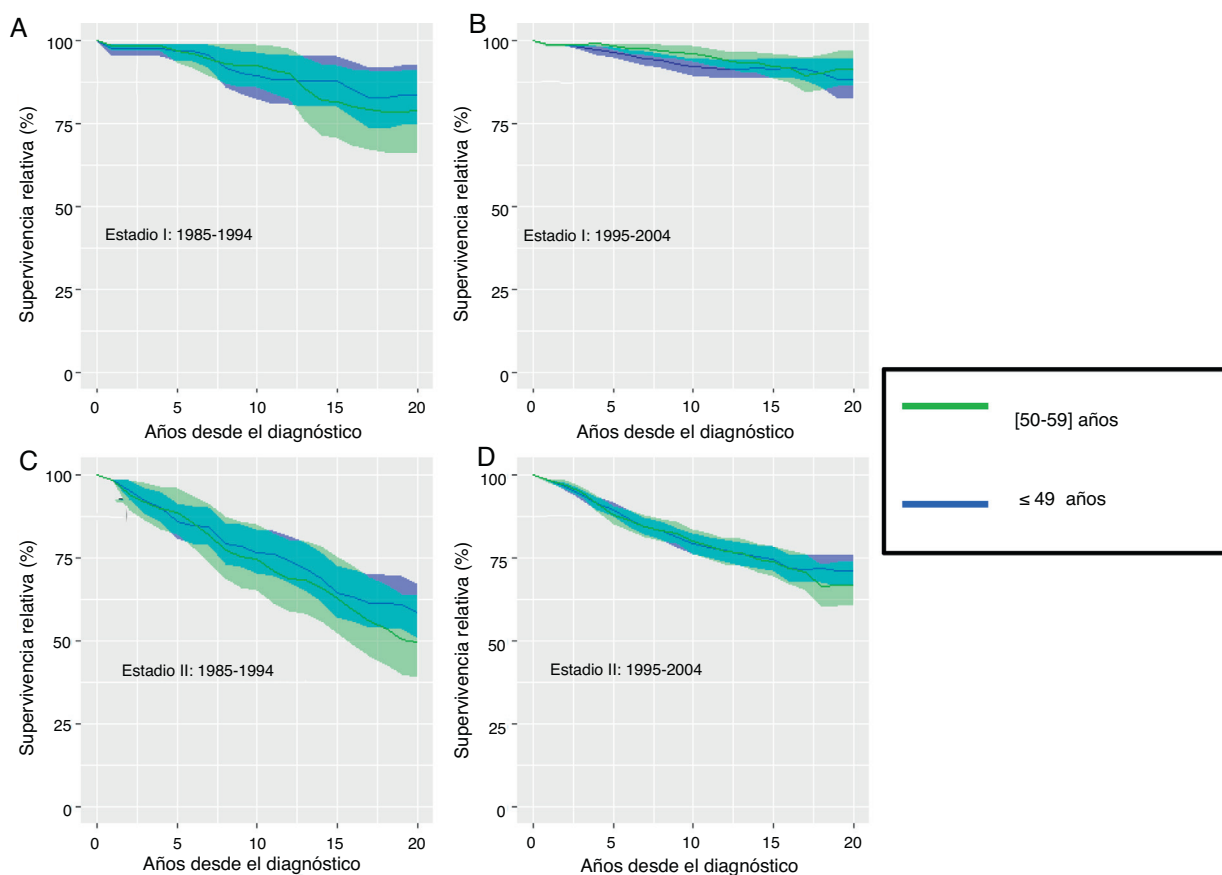 A
Supervivencia relativa (%)
100
75
50
25
0
Estadio I: 1985-1994
0 5 10 15 20
Años desde el diagnóstico
B
Supervivencia relativa (%)
100
75
50
25
0
Estadio I: 1995-2004
0 5 10 15 20
Años desde el diagnóstico
C
Supervivencia relativa (%)
100
75
50
25
0
Estadio II: 1985-1994
0 5 10 15 20
Años desde el diagnóstico
D
Supervivencia relativa (%)
100
75
50
25
0
Estadio II: 1995-2004
0 5 10 15 20
Años desde el diagnóstico
[50-59] años
≤ 49 años